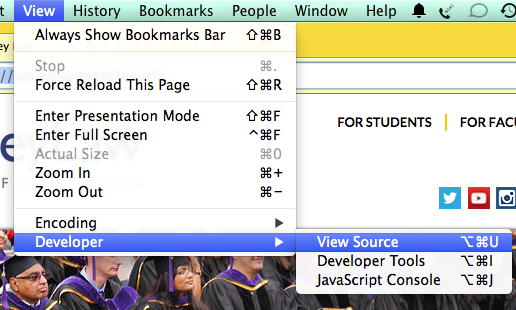 View History Bookmarks People Window Help
Always Show Bookmarks Bar ⇧⌘B
Stop ⌘.
Force Reload This Page ⇧⌘R
Enter Presentation Mode ⇧⌘F
Enter Full Screen ^⌘F
Actual Size ⌘0
Zoom In ⌘+
Zoom Out ⌘−
Encoding ▶
Developer ▶
View Source ⌥⌘U
Developer Tools ⌥⌘I
JavaScript Console ⌥⌘J
FOR STUDENTS
FOR FACU